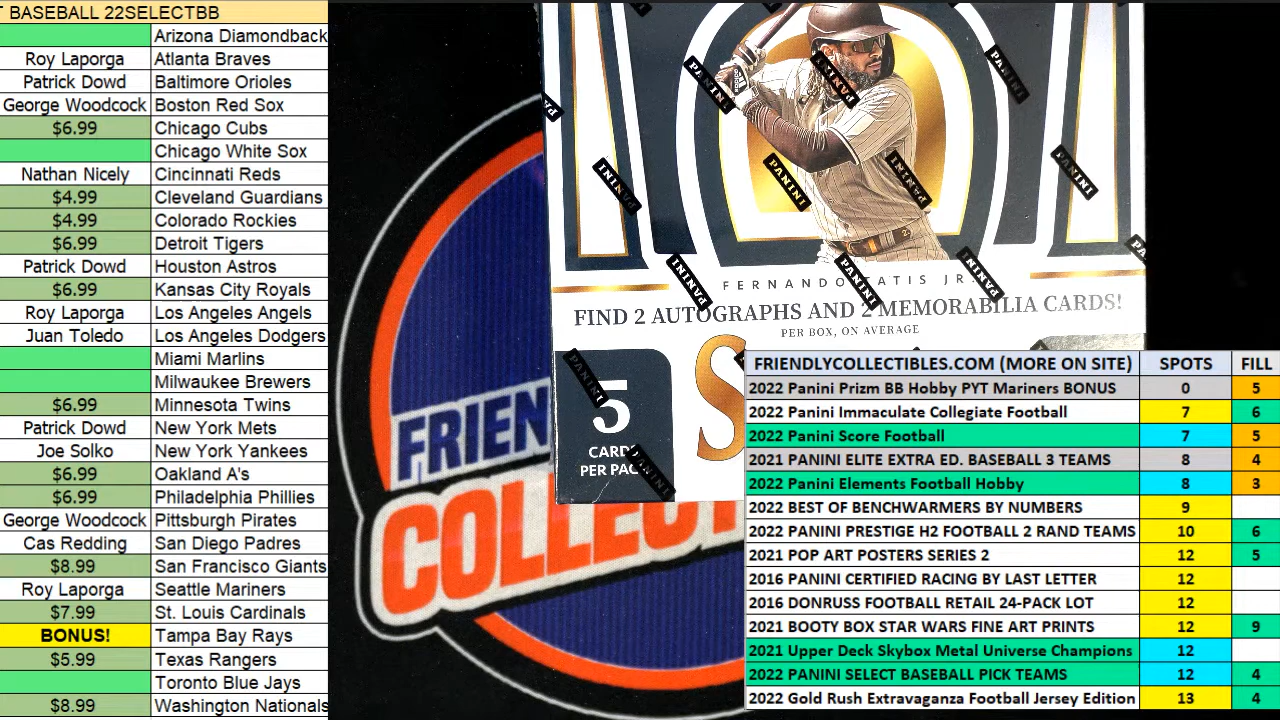 T BASEBALL 22SELECTBB
Arizona Diamondback
Roy Laporga Atlanta Braves
Patrick Dowd Baltimore Orioles
George Woodcock Boston Red Sox
$6.99 Chicago Cubs
Chicago White Sox
Nathan Nicely Cincinnati Reds
$4.99 Cleveland Guardians
$4.99 Colorado Rockies
$6.99 Detroit Tigers
Patrick Dowd Houston Astros
$6.99 Kansas City Royals
Roy Laporga Los Angeles Angels
Juan Toledo Los Angeles Dodgers
Miami Marlins
Milwaukee Brewers
$6.99 Minnesota Twins
Patrick Dowd New York Mets
Joe Solko New York Yankees
$6.99 Oakland A's
$6.99 Philadelphia Phillies
George Woodcock Pittsburgh Pirates
Cas Redding San Diego Padres
$8.99 San Francisco Giants
Roy Laporga Seattle Mariners
$7.99 St. Louis Cardinals
BONUS! Tampa Bay Rays
$5.99 Texas Rangers
Toronto Blue Jays
$8.99 Washington Nationals
PANINI
PANINI
PANINI
PANINI
PANINI
PANINI
PANINI
PANINI
PANINI
PANINI
FERNANDO TATIS JR.
FIND 2 AUTOGRAPHS AND 2 MEMORABILIA CARDS!
PER BOX, ON AVERAGE
PANINI
5
CARDS
PER PACK
PANINI
S
FRIEN
COLLECT
FRIENDLYCOLLECTIBLES.COM (MORE ON SITE) SPOTS FILL
2022 Panini Prizm BB Hobby PYT Mariners BONUS 0 5
2022 Panini Immaculate Collegiate Football 7 6
2022 Panini Score Football 7 5
2021 PANINI ELITE EXTRA ED. BASEBALL 3 TEAMS 8 4
2022 Panini Elements Football Hobby 8 3
2022 BEST OF BENCHWARMERS BY NUMBERS 9
2022 PANINI PRESTIGE H2 FOOTBALL 2 RAND TEAMS 10 6
2021 POP ART POSTERS SERIES 2 12 5
2016 PANINI CERTIFIED RACING BY LAST LETTER 12
2016 DONRUSS FOOTBALL RETAIL 24-PACK LOT 12
2021 BOOTY BOX STAR WARS FINE ART PRINTS 12 9
2021 Upper Deck Skybox Metal Universe Champions 12
2022 PANINI SELECT BASEBALL PICK TEAMS 12 4
2022 Gold Rush Extravaganza Football Jersey Edition 13 4